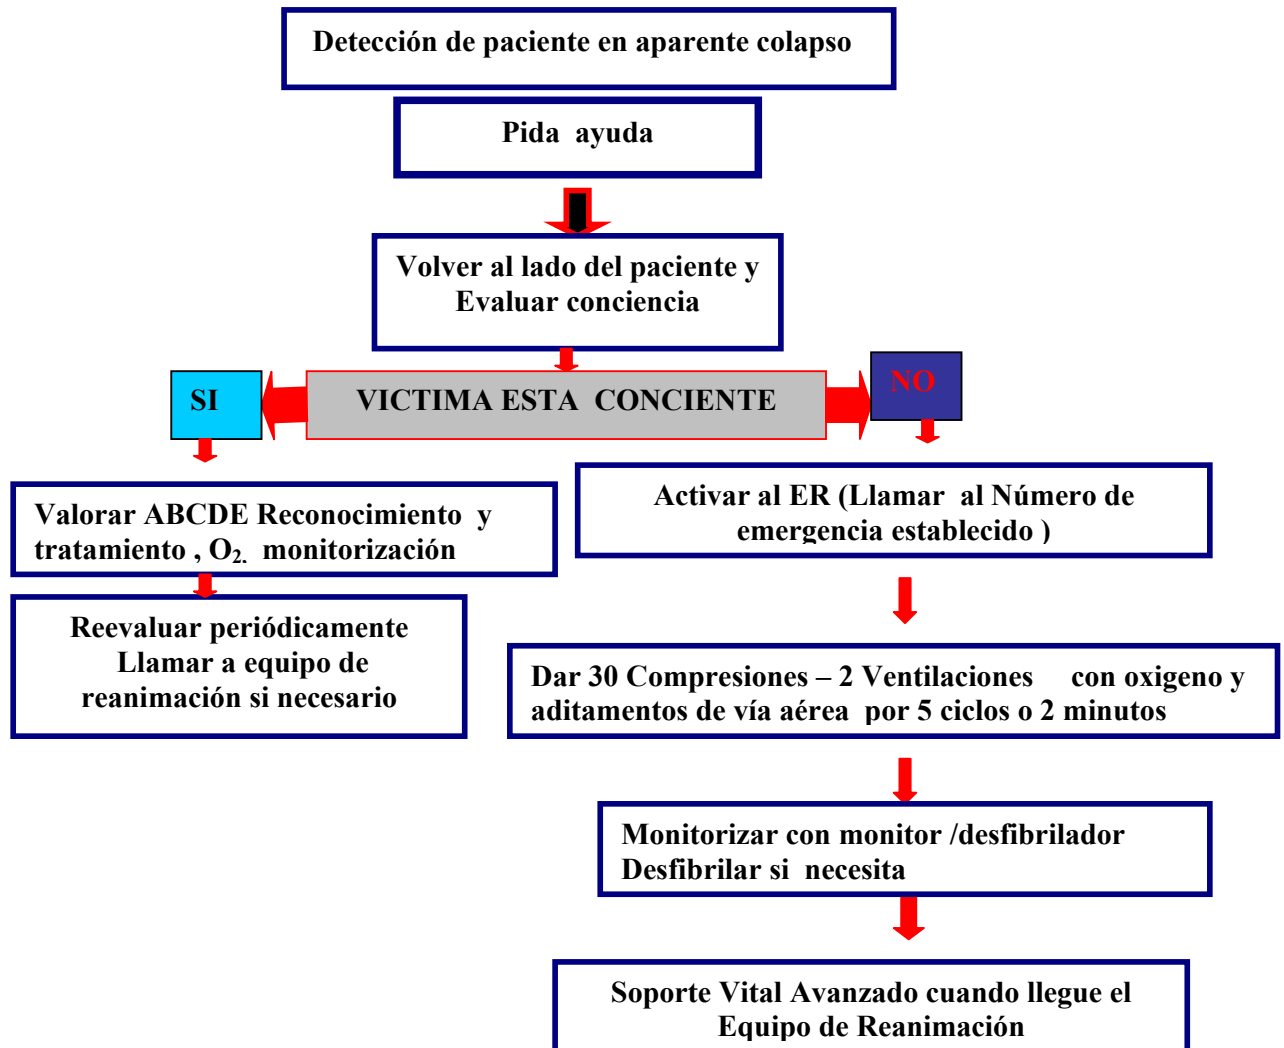 Detección de paciente en aparente colapso
Pida ayuda
Volver al lado del paciente y
Evaluar conciencia
SI
VICTIMA ESTA CONCIENTE
NO
Valorar ABCDE Reconocimiento y
tratamiento , O2, monitorización
Reevaluar periódicamente
Llamar a equipo de
reanimación si necesario
Activar al ER (Llamar al Número de
emergencia establecido )
Dar 30 Compresiones – 2 Ventilaciones con oxigeno y
aditamentos de vía aérea por 5 ciclos o 2 minutos
Monitorizar con monitor /desfibrilador
Desfibrilar si necesita
Soporte Vital Avanzado cuando llegue el
Equipo de Reanimación